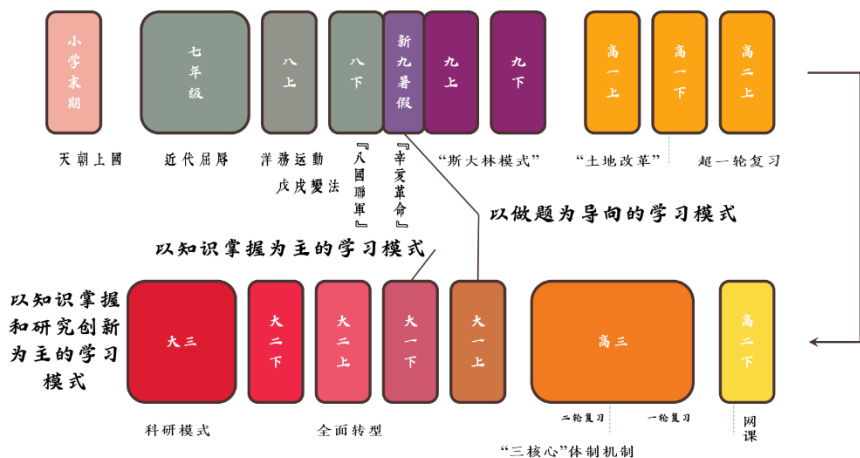 小学末期
七年级
八上
八下
新九暑假
九上
九下
高一上
高一下
高二上
天朝上國
近代屈辱
洋務运動
戊戌變法
『八國聯軍』
『辛亥革命』
“斯大林模式”
“土地改革”
超一轮复习
以做题为导向的学习模式
以知识掌握为主的学习模式
以知识掌握
和研究创新
为主的学习
模式
大三
大二下
大二上
大一下
大一上
高三
高二下
二轮复习
一轮复习
网课
科研模式
全面转型
“三核心”体制机制